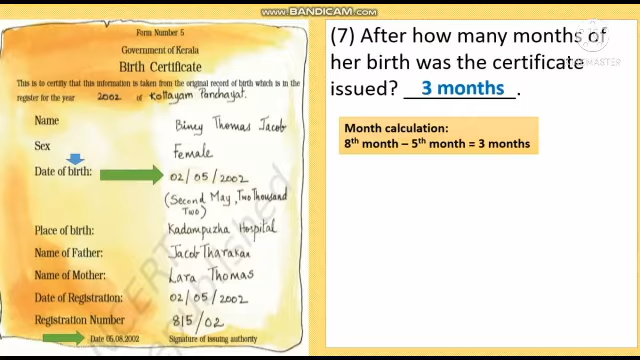 www.BANDICAM.com
Form Number 5
Government of Kerala
Birth Certificate
This is to certify that this information is taken from the original record of birth which is in the
register for the year 2002 of Kottayam Panchayat.
Name Biney Thomas Jacob
Sex Female
Date of birth: 02/05/2002
(Second May, Two Thousand
Two)
Place of birth: Kadampuzha Hospital
Name of Father: Jacob Tharakan
Name of Mother: Lara Thomas
Date of Registration: 02/05/2002
Registration Number 815/02
Date 05.08.2002 Signature of issuing authority
(7) After how many months of
her birth was the certificate
issued? 3 months.
Month calculation:
8th month – 5th month = 3 months